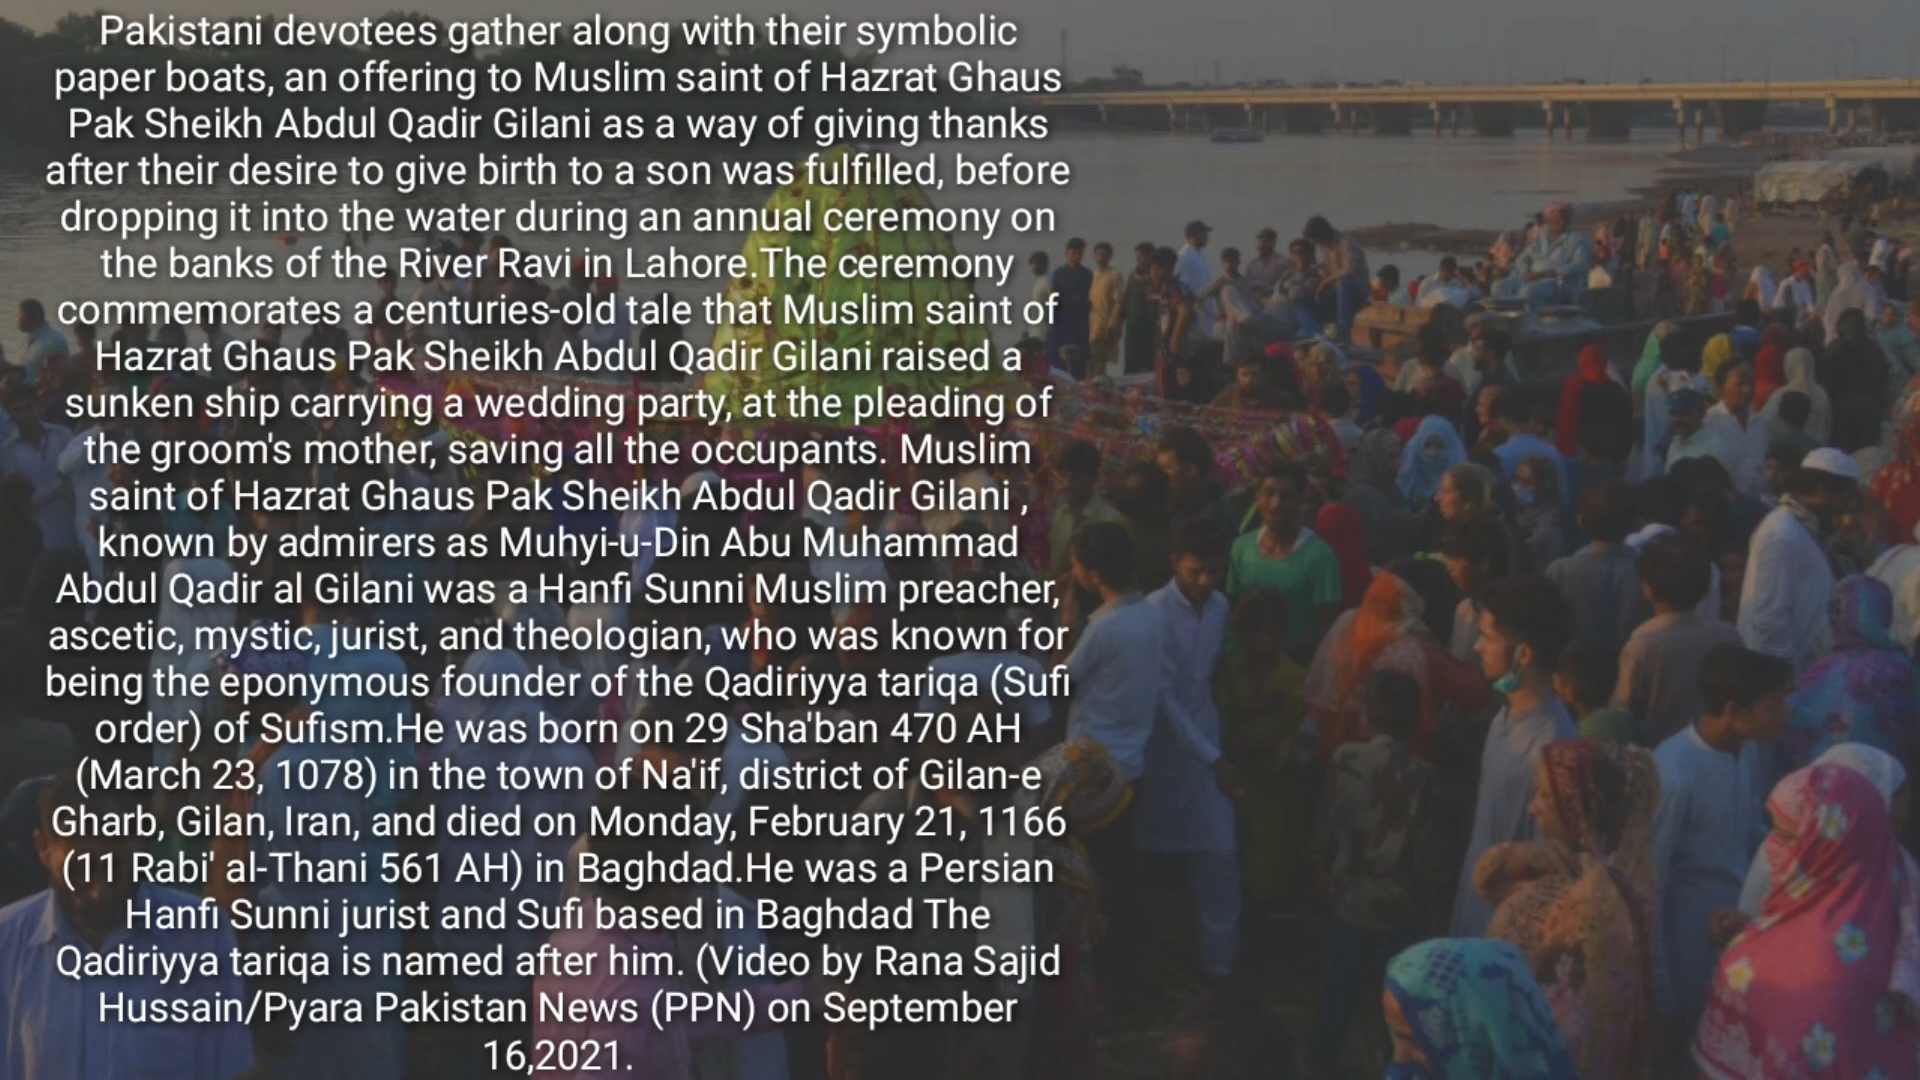 Pakistani devotees gather along with their symbolic
paper boats, an offering to Muslim saint of Hazrat Ghaus
Pak Sheikh Abdul Qadir Gilani as a way of giving thanks
after their desire to give birth to a son was fulfilled, before
dropping it into the water during an annual ceremony on
the banks of the River Ravi in Lahore.The ceremony
commemorates a centuries-old tale that Muslim saint of
Hazrat Ghaus Pak Sheikh Abdul Qadir Gilani raised a
sunken ship carrying a wedding party, at the pleading of
the groom's mother, saving all the occupants. Muslim
saint of Hazrat Ghaus Pak Sheikh Abdul Qadir Gilani ,
known by admirers as Muhyi-u-Din Abu Muhammad
Abdul Qadir al Gilani was a Hanfi Sunni Muslim preacher,
ascetic, mystic, jurist, and theologian, who was known for
being the eponymous founder of the Qadiriyya tariqa (Sufi
order) of Sufism.He was born on 29 Sha'ban 470 AH
(March 23, 1078) in the town of Na'if, district of Gilan-e
Gharb, Gilan, Iran, and died on Monday, February 21, 1166
(11 Rabi' al-Thani 561 AH) in Baghdad.He was a Persian
Hanfi Sunni jurist and Sufi based in Baghdad The
Qadiriyya tariqa is named after him. (Video by Rana Sajid
Hussain/Pyara Pakistan News (PPN) on September
16,2021.